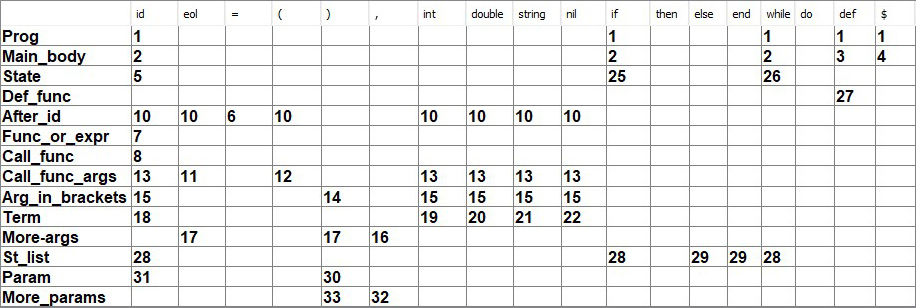 id eol = ( ) , int double string nil if then else end while do def $
Prog 1 1 1 1 1
Main_body 2 2 2 3 4
State 5 25 26
Def_func 27
After_id 10 10 6 10 10 10 10 10
Func_or_expr 7
Call_func 8
Call_func_args 13 11 12 13 13 13 13
Arg_in_brackets 15 14 15 15 15 15
Term 18 19 20 21 22
More-args 17 17 16
St_list 28 28 29 29 28
Param 31 30
More_params 33 32